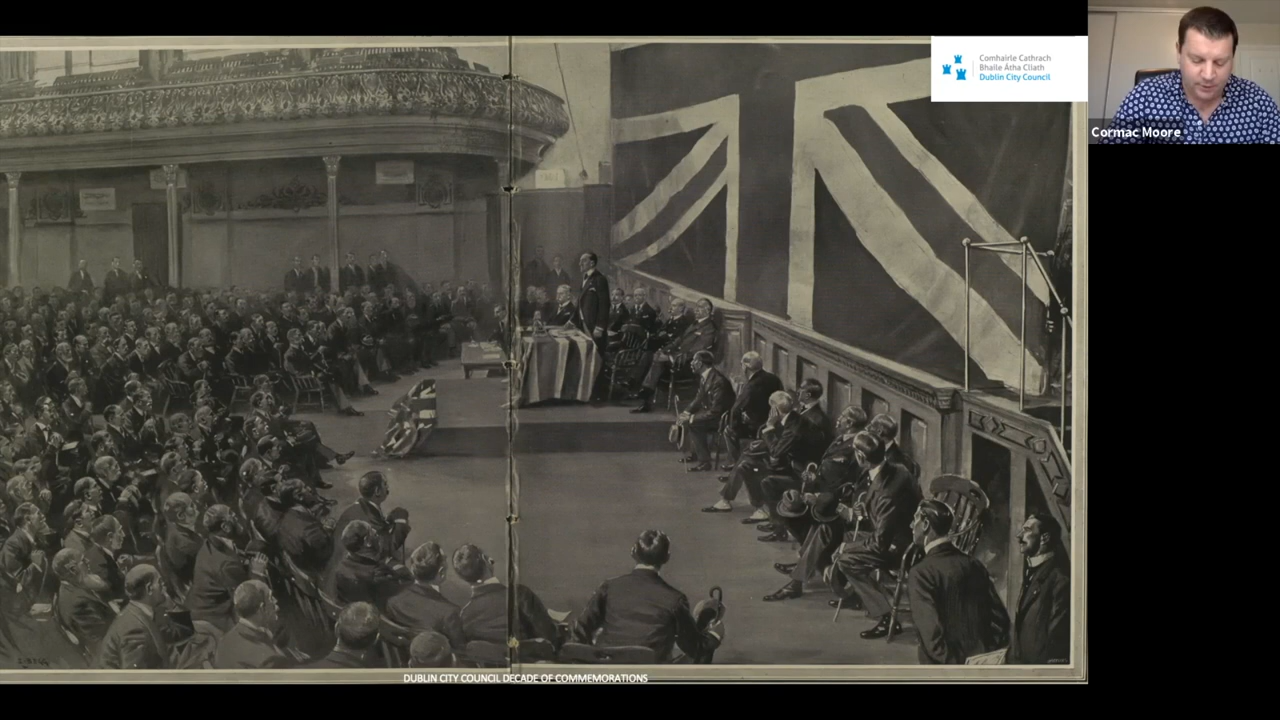 Comhairle Cathrach
Bhaile Átha Cliath
Dublin City Council
Cormac Moore
DUBLIN CITY COUNCIL DECADE OF COMMEMORATIONS